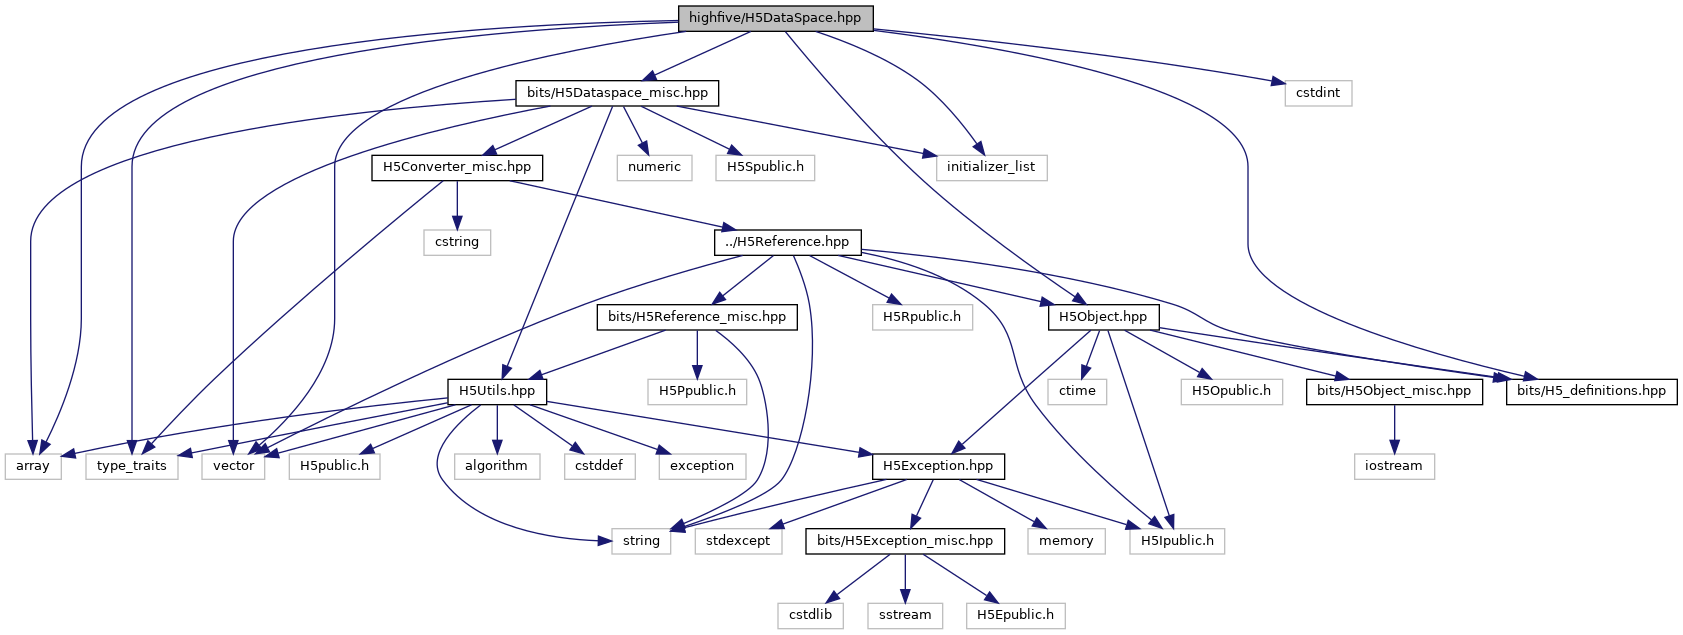 highfive/H5DataSpace.hpp
bits/H5Dataspace_misc.hpp
cstdint
H5Converter_misc.hpp
numeric
H5Spublic.h
initializer_list
cstring
../H5Reference.hpp
bits/H5Reference_misc.hpp
H5Rpublic.h
H5Object.hpp
H5Utils.hpp
H5Ppublic.h
ctime
H5Opublic.h
bits/H5Object_misc.hpp
bits/H5_definitions.hpp
array
type_traits
vector
H5public.h
algorithm
cstddef
exception
H5Exception.hpp
iostream
string
stdexcept
bits/H5Exception_misc.hpp
memory
H5Ipublic.h
cstdlib
sstream
H5Epublic.h